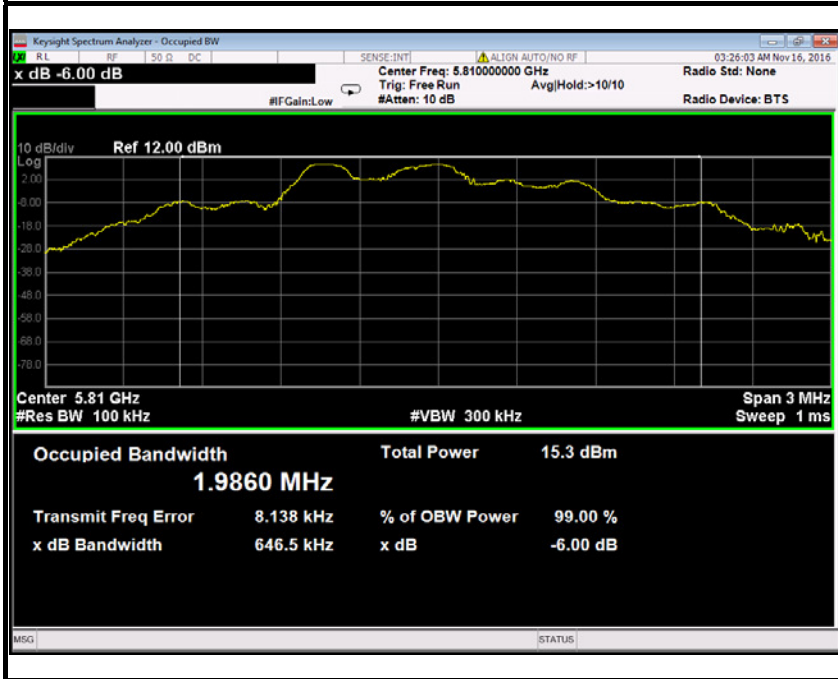 Keysight Spectrum Analyzer - Occupied BW
RL RF 50 Ω DC SENSE:INT ALIGN AUTO/NO RF 03:26:03 AM Nov 16, 2016
x dB -6.00 dB Center Freq: 5.810000000 GHz Radio Std: None
Trig: Free Run Avg|Hold:>10/10
#IFGain:Low #Atten: 10 dB Radio Device: BTS
10 dB/div Ref 12.00 dBm
Log
2.00
-8.00
-18.0
-28.0
-38.0
-48.0
-58.0
-68.0
-78.0
Center 5.81 GHz Span 3 MHz
#Res BW 100 kHz #VBW 300 kHz Sweep 1 ms
Occupied Bandwidth Total Power 15.3 dBm
1.9860 MHz
Transmit Freq Error 8.138 kHz % of OBW Power 99.00 %
x dB Bandwidth 646.5 kHz x dB -6.00 dB
MSG STATUS